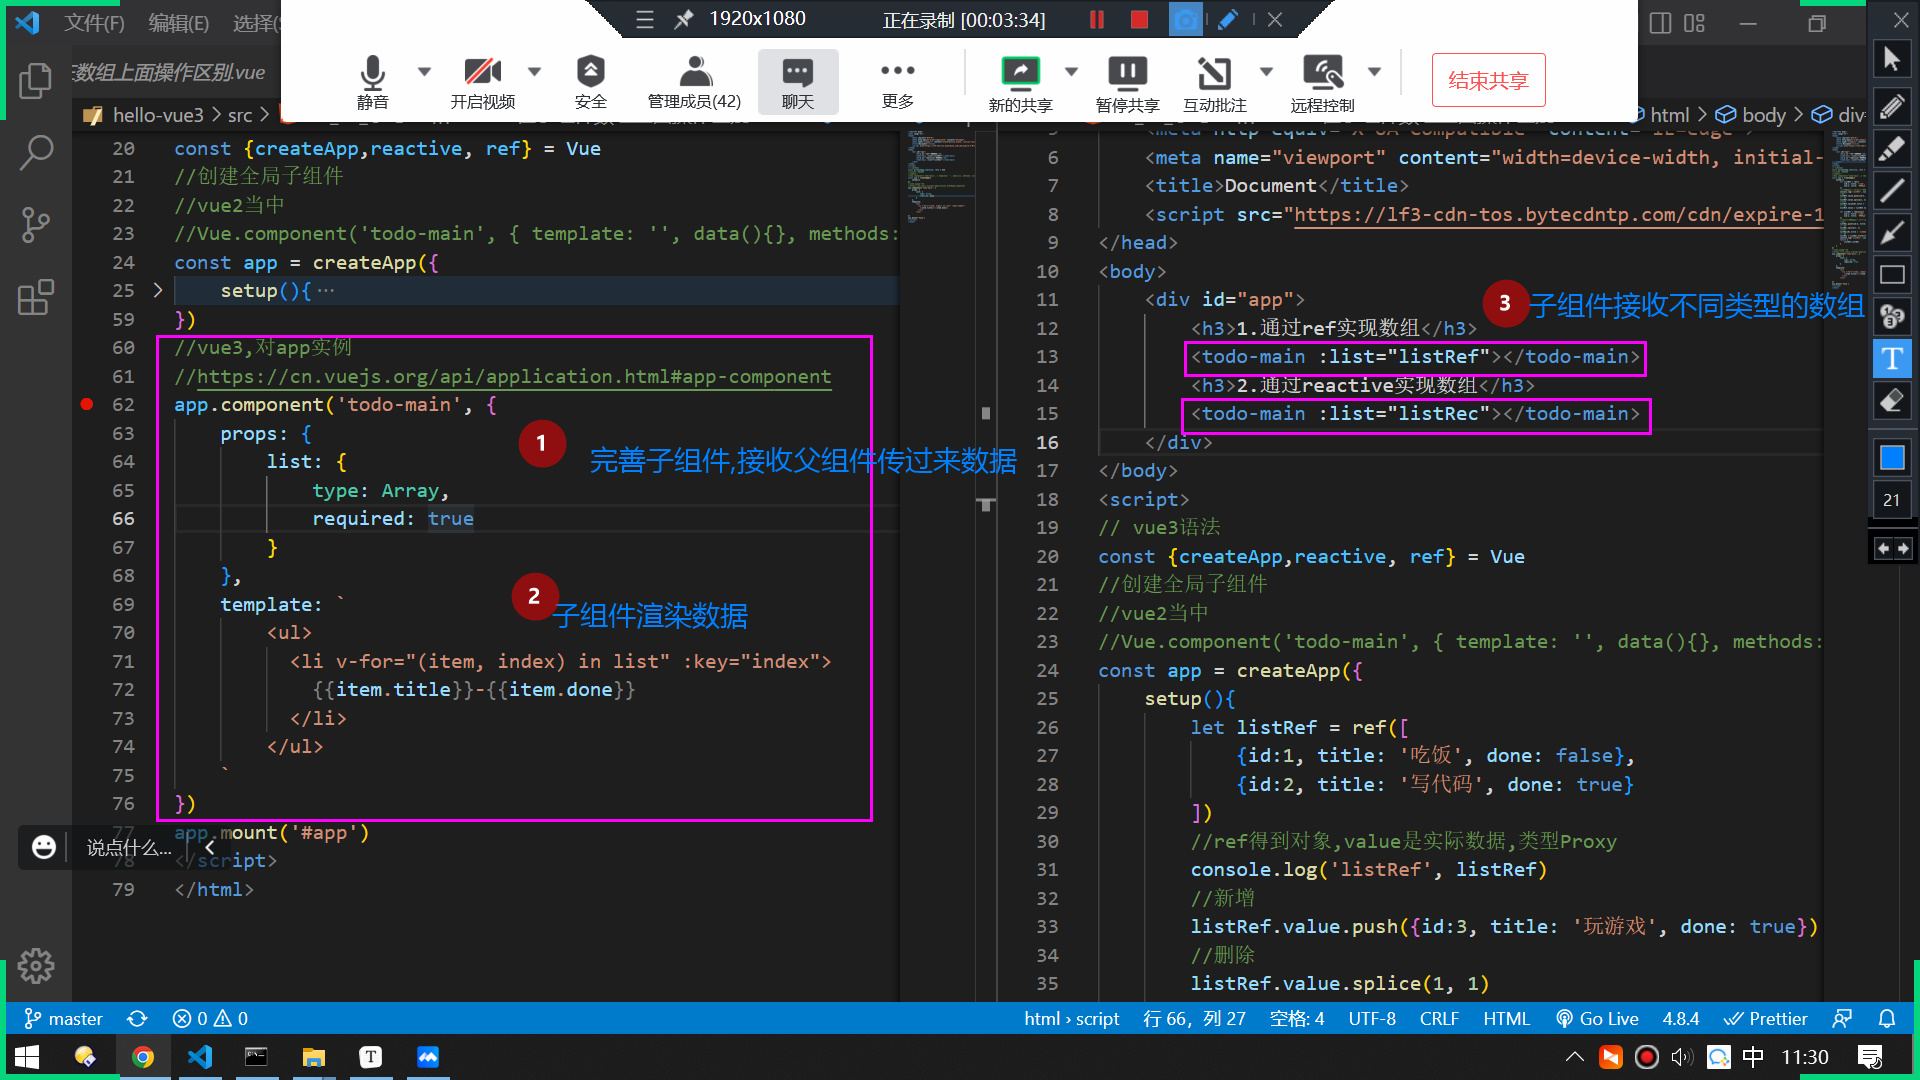 文件(F) 编辑(E) 选择(
1920x1080 正在录制 [00:03:34]
静音 开启视频 安全 管理成员(42) 聊天 更多 新的共享 暂停共享 互动批注 远程控制 结束共享
数组上面操作区别.vue
hello-vue3 > src >
html > body > div
20 const {createApp,reactive, ref} = Vue
21 //创建全局子组件
22 //vue2当中
23 //Vue.component('todo-main', { template: '', data(){}, methods:
24 const app = createApp({
25 setup(){ ⋯
59 })
60 //vue3,对app实例
61 //https://cn.vuejs.org/api/application.html#app-component
62 app.component('todo-main', {
63 props: {
64 list: {
65 type: Array,
66 required: true
67 }
68 },
69 template: `
70 <ul>
71 <li v-for="(item, index) in list" :key="index">
72 {{item.title}}-{{item.done}}
73 </li>
74 </ul>
75 `
76 })
77 app.mount('#app')
78 </script>
79 </html>
1 完善子组件,接收父组件传过来数据
2 子组件渲染数据
说点什么...
6 <meta name="viewport" content="width=device-width, initial-
7 <title>Document</title>
8 <script src="https://lf3-cdn-tos.bytecdntp.com/cdn/expire-1
9 </head>
10 <body>
11 <div id="app">
3 子组件接收不同类型的数组
12 <h3>1.通过ref实现数组</h3>
13 <todo-main :list="listRef"></todo-main>
14 <h3>2.通过reactive实现数组</h3>
15 <todo-main :list="listRec"></todo-main>
16 </div>
17 </body>
18 <script>
19 // vue3语法
20 const {createApp,reactive, ref} = Vue
21 //创建全局子组件
22 //vue2当中
23 //Vue.component('todo-main', { template: '', data(){}, methods:
24 const app = createApp({
25 setup(){
26 let listRef = ref([
27 {id:1, title: '吃饭', done: false},
28 {id:2, title: '写代码', done: true}
29 ])
30 //ref得到对象,value是实际数据,类型Proxy
31 console.log('listRef', listRef)
32 //新增
33 listRef.value.push({id:3, title: '玩游戏', done: true})
34 //删除
35 listRef.value.splice(1, 1)
T
21
master 0 0 html › script 行 66，列 27 空格: 4 UTF-8 CRLF HTML Go Live 4.8.4 Prettier
T 中 11:30